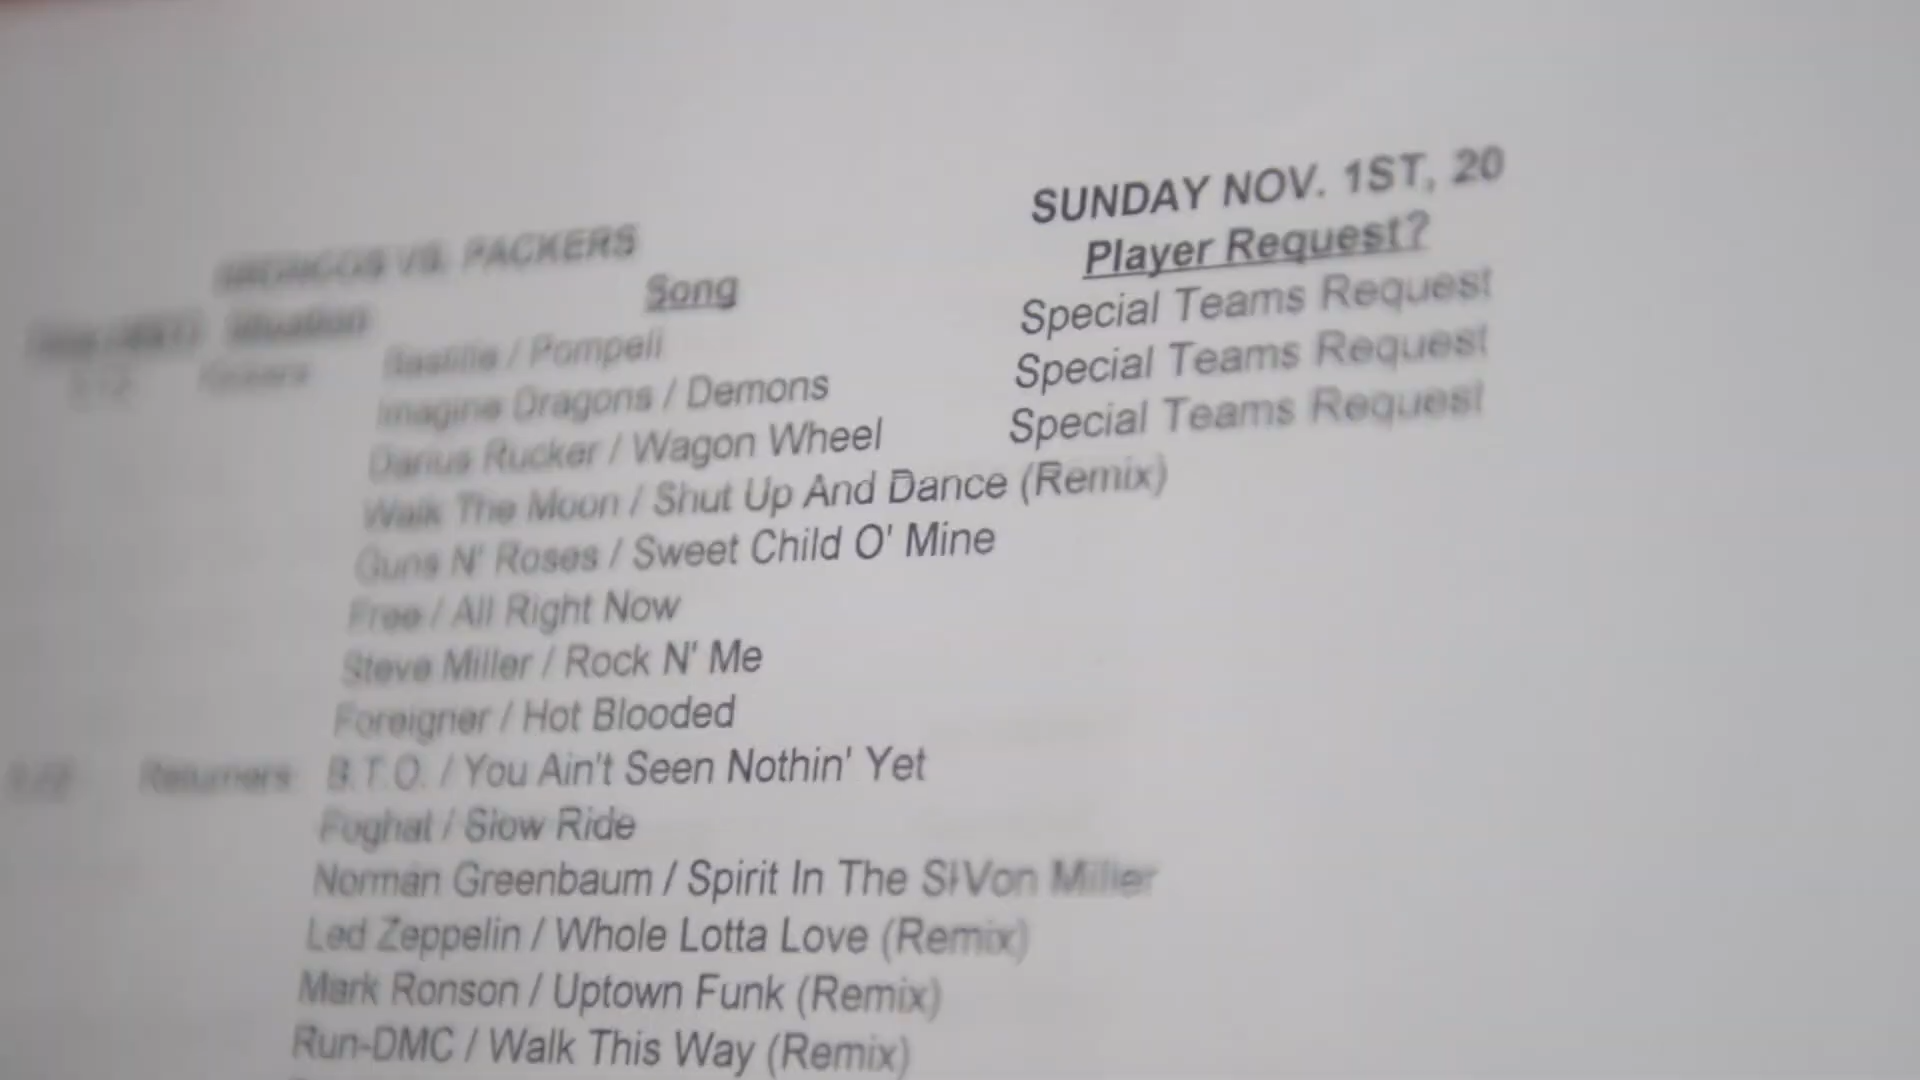 SUNDAY NOV. 1ST, 20
BRONCOS VS. PACKERS
Player Request?
Situation Song
Bastille / Pompeii Special Teams Request
Imagine Dragons / Demons Special Teams Request
Darius Rucker / Wagon Wheel Special Teams Request
Walk The Moon / Shut Up And Dance (Remix)
Guns N' Roses / Sweet Child O' Mine
Free / All Right Now
Steve Miller / Rock N' Me
Foreigner / Hot Blooded
Returners B.T.O. / You Ain't Seen Nothin' Yet
Foghat / Slow Ride
Norman Greenbaum / Spirit In The Sl Von Miller
Led Zeppelin / Whole Lotta Love (Remix)
Mark Ronson / Uptown Funk (Remix)
Run-DMC / Walk This Way (Remix)